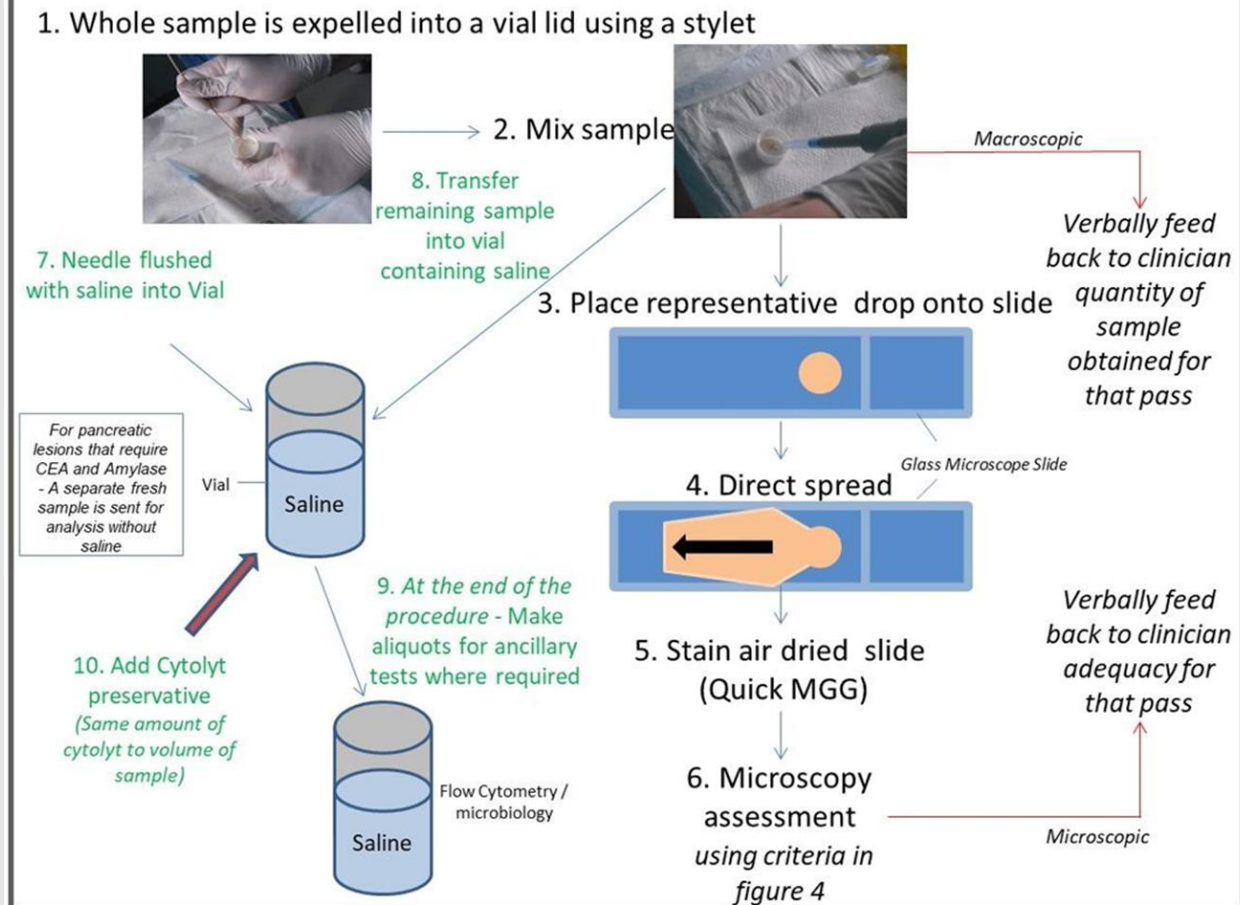 1. Whole sample is expelled into a vial lid using a stylet
2. Mix sample
Macroscopic
Verbally feed
back to clinician
quantity of
sample
obtained for
that pass
3. Place representative drop onto slide
Glass Microscope Slide
4. Direct spread
5. Stain air dried slide
(Quick MGG)
6. Microscopy
assessment
using criteria in
figure 4
Microscopic
Verbally feed
back to clinician
adequacy for
that pass
7. Needle flushed
with saline into Vial
8. Transfer
remaining sample
into vial
containing saline
For pancreatic
lesions that require
CEA and Amylase
- A separate fresh
sample is sent for
analysis without
saline
Vial
Saline
9. At the end of the
procedure - Make
aliquots for ancillary
tests where required
10. Add Cytolyt
preservative
(Same amount of
cytolyt to volume of
sample)
Flow Cytometry /
microbiology
Saline